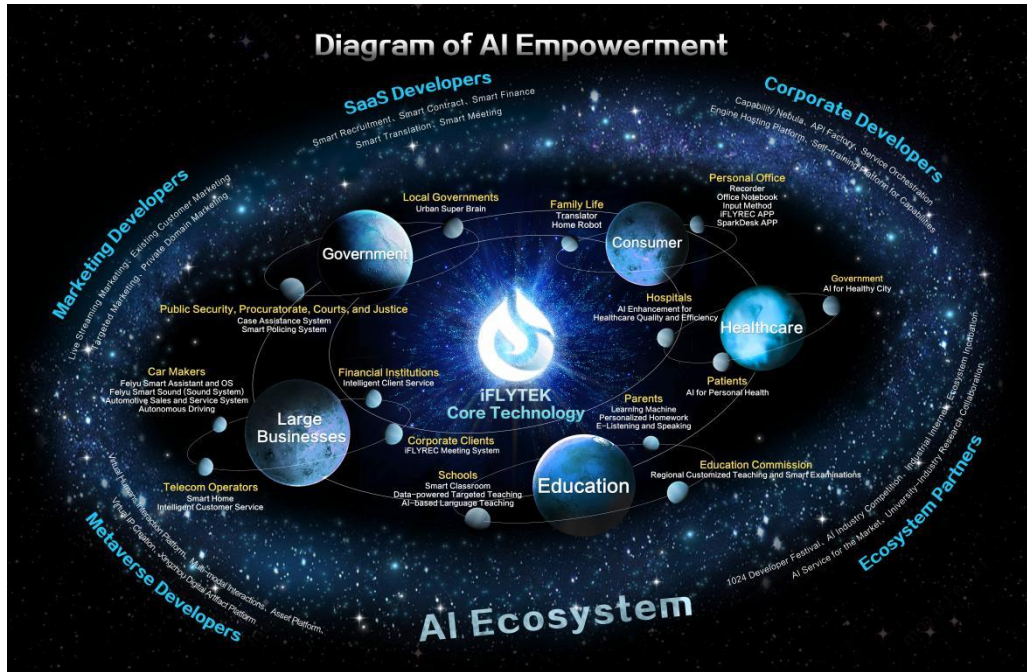 Diagram of AI Empowerment
SaaS Developers
Smart Recruitment、Smart Contract、Smart Finance
Smart Translation、Smart Meeting
Corporate Developers
Capability Nebula、API Factory、Service Orchestration
Engine Hosting Platform、Self-training Platform for Capabilities
Marketing Developers
Live Streaming Marketing、Existing Customer Marketing
Targeted Marketing、Private Domain Marketing
Local Governments
Urban Super Brain
Government
Public Security, Procuratorate, Courts, and Justice
Case Assistance System
Smart Policing System
Family Life
Translator
Home Robot
Consumer
Personal Office
Recorder
Office Notebook
Input Method
iFLYREC APP
SparkDesk APP
Government
AI for Healthy City
Hospitals
AI Enhancement for
Healthcare Quality and Efficiency
Healthcare
Patients
AI for Personal Health
Car Makers
Feiyu Smart Assistant and OS
Feiyu Smart Sound (Sound System)
Automotive Sales and Service System
Autonomous Driving
Financial Institutions
Intelligent Client Service
Large
Businesses
Corporate Clients
iFLYREC Meeting System
Telecom Operators
Smart Home
Intelligent Customer Service
iFLYTEK
Core Technology
Parents
Learning Machine
Personalized Homework
E-Listening and Speaking
Schools
Smart Classroom
Data-powered Targeted Teaching
AI-based Language Teaching
Education
Education Commission
Regional Customized Teaching and Smart Examinations
Metaverse Developers
Virtual Human Interaction Platform、Multi-modal Interactions、Asset Platform、
Virtual IP Creation、Jongzhou Digital Artifact Platform
Ecosystem Partners
1024 Developer Festival、AI Industry Competition、Industrial Internet、Ecosystem Incubation、
AI Service for the Market、University-Industry Research Collaboration
AI Ecosystem